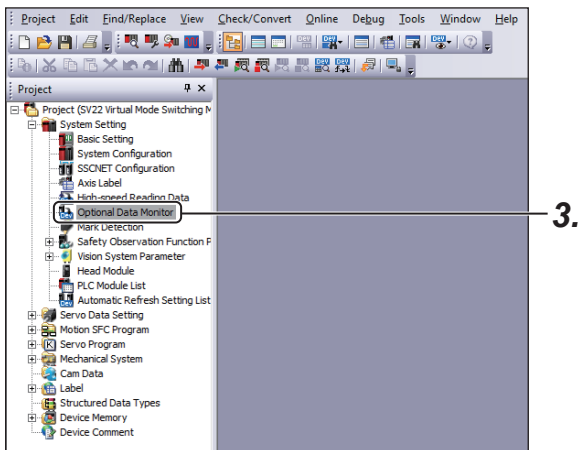 Project Edit Find/Replace View Check/Convert Online Debug Tools Window Help
Project
Project (SV22 Virtual Mode Switching M
System Setting
Basic Setting
System Configuration
SSCNET Configuration
Axis Label
High-speed Reading Data
Optional Data Monitor
3.
Mark Detection
Safety Observation Function P
Vision System Parameter
Head Module
PLC Module List
Automatic Refresh Setting List
Servo Data Setting
Motion SFC Program
Servo Program
Mechanical System
Cam Data
Label
Structured Data Types
Device Memory
Device Comment